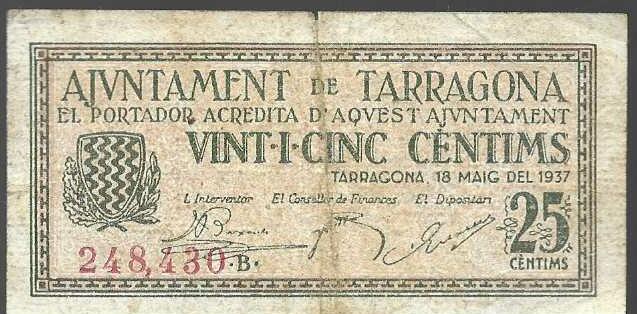 AJVNTAMENT DE TARRAGONA
EL PORTADOR ACREDITA D'AQVEST AJVNTAMENT
VINT·I·CINC CÈNTIMS
TARRAGONA 18 MAIG DEL 1937
L Interventor El Conseller de Finances El Dipositari
25
CÈNTIMS
248,430·B·